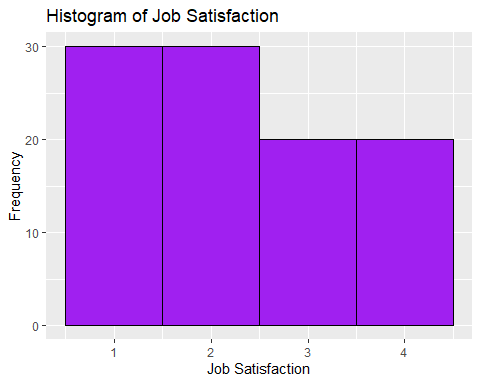 Histogram of Job Satisfaction
30
20
10
0
Frequency
1 2 3 4
Job Satisfaction